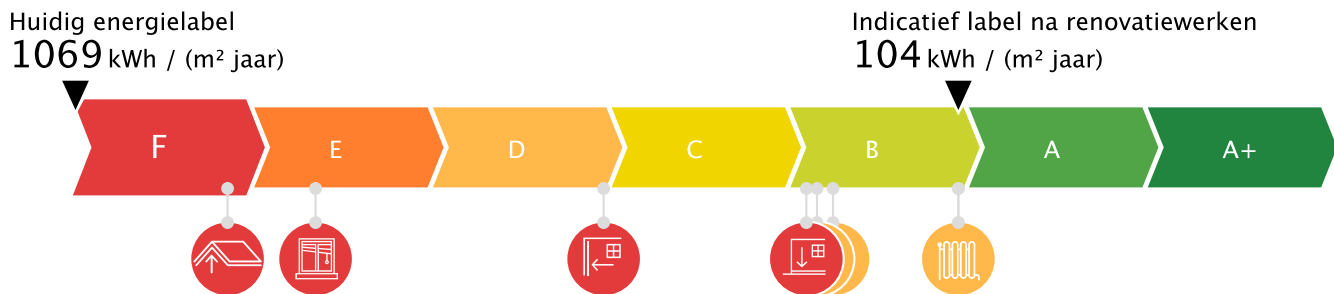 Huidig energielabel
1069 kWh / (m² jaar)
Indicatief label na renovatiewerken
104 kWh / (m² jaar)
F E D C B A A+